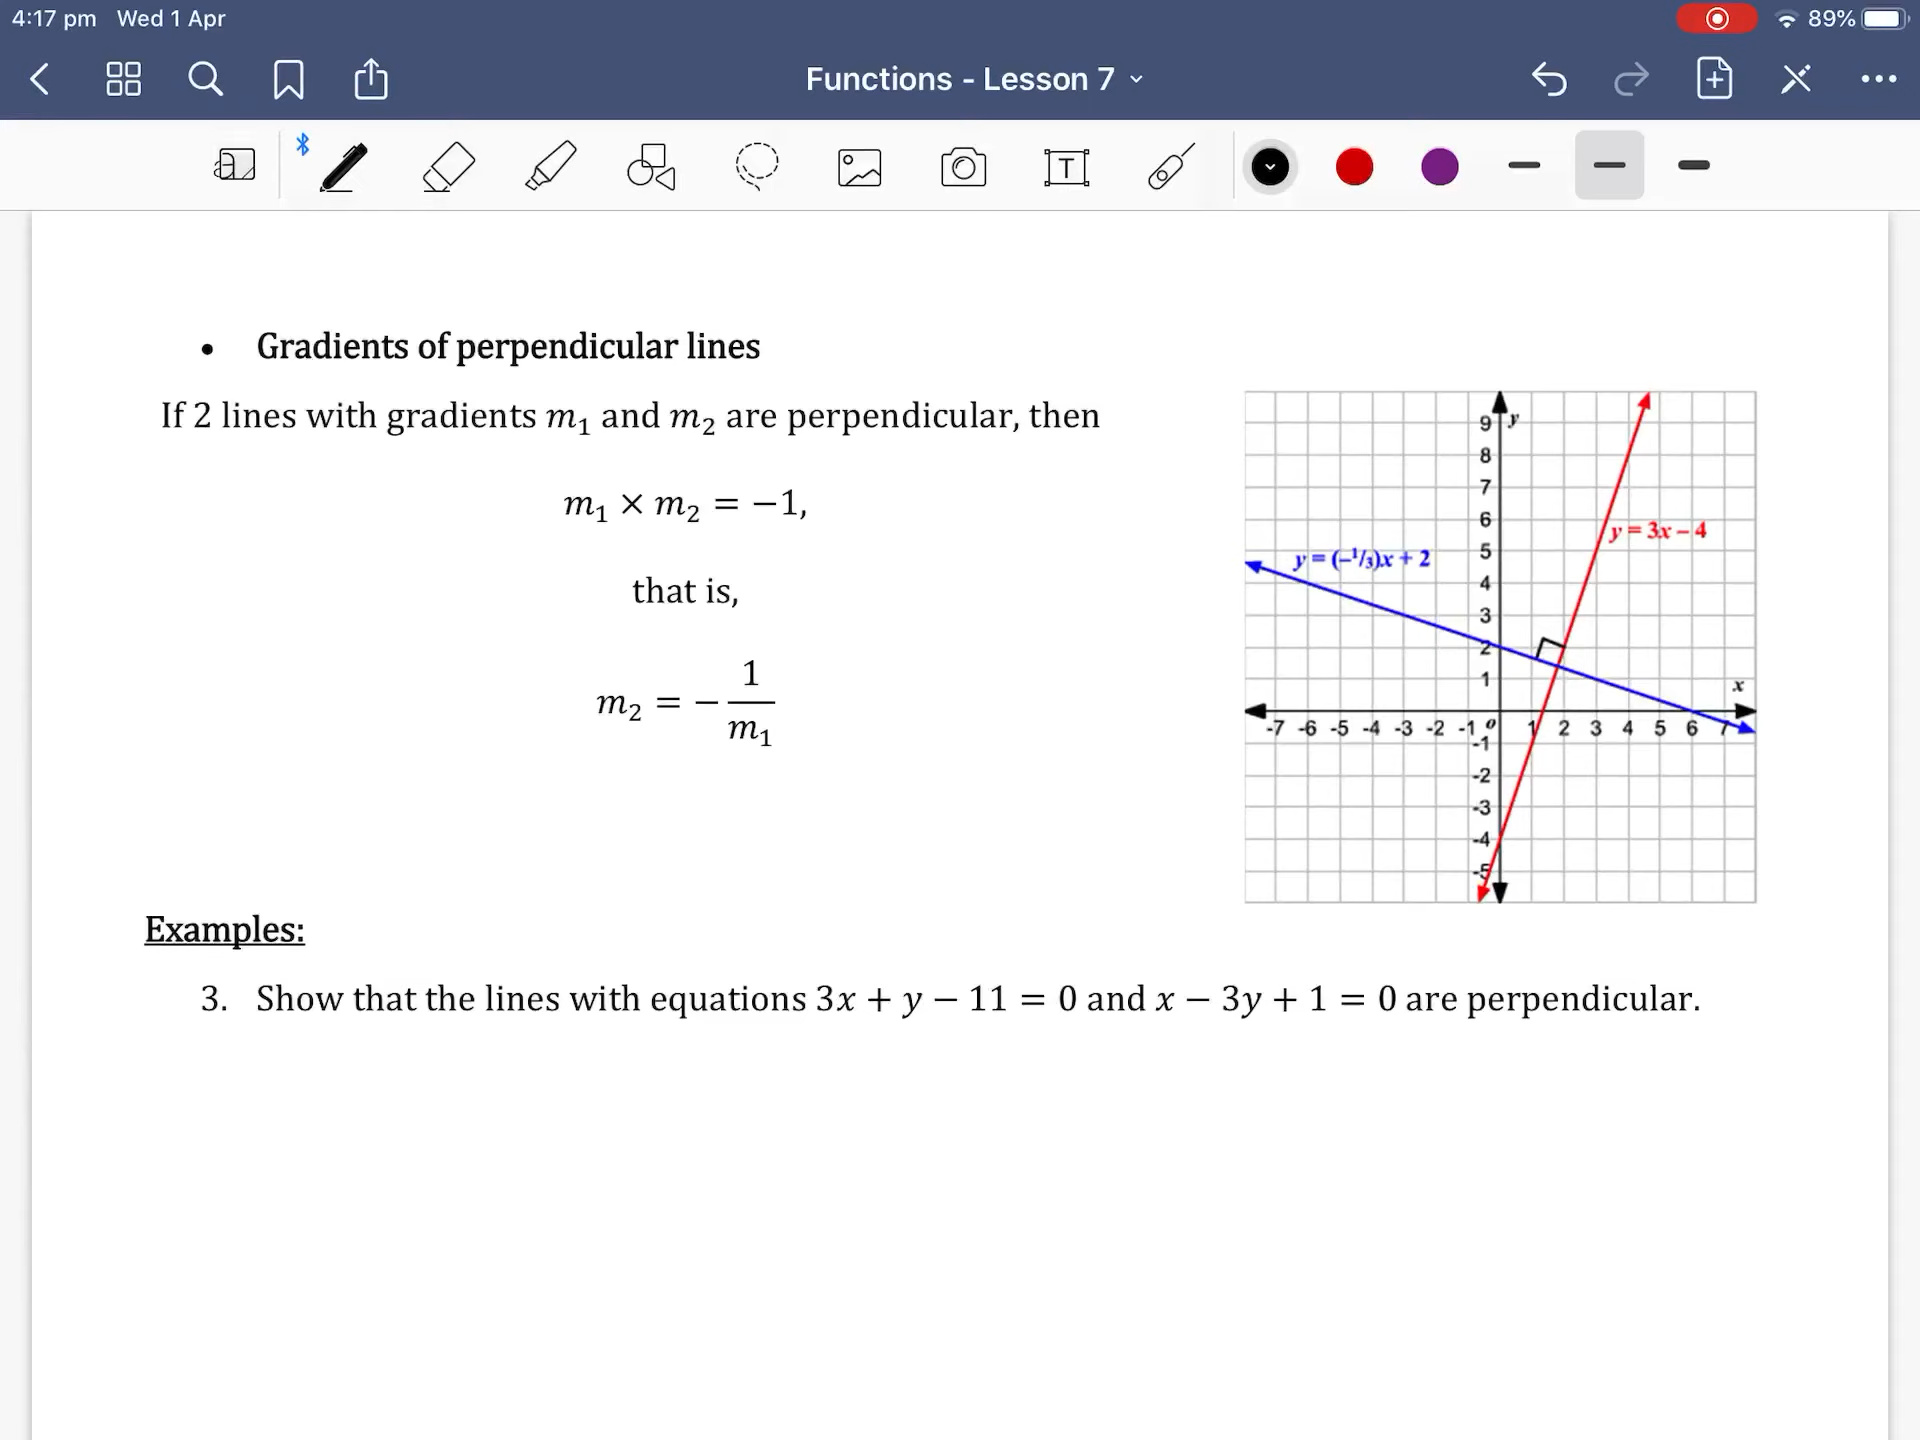 4:17 pm Wed 1 Apr
89%
Functions - Lesson 7
• Gradients of perpendicular lines
If 2 lines with gradients m₁ and m₂ are perpendicular, then
m₁ × m₂ = −1,
that is,
m₂ = − 1/m₁
y
9
8
7
6
5
4
3
2
1
y = 3x – 4
y = (–¹/₃)x + 2
x
-7 -6 -5 -4 -3 -2 -1 o 1 2 3 4 5 6 7
-1
-2
-3
-4
-5
Examples:
3. Show that the lines with equations 3x + y − 11 = 0 and x − 3y + 1 = 0 are perpendicular.